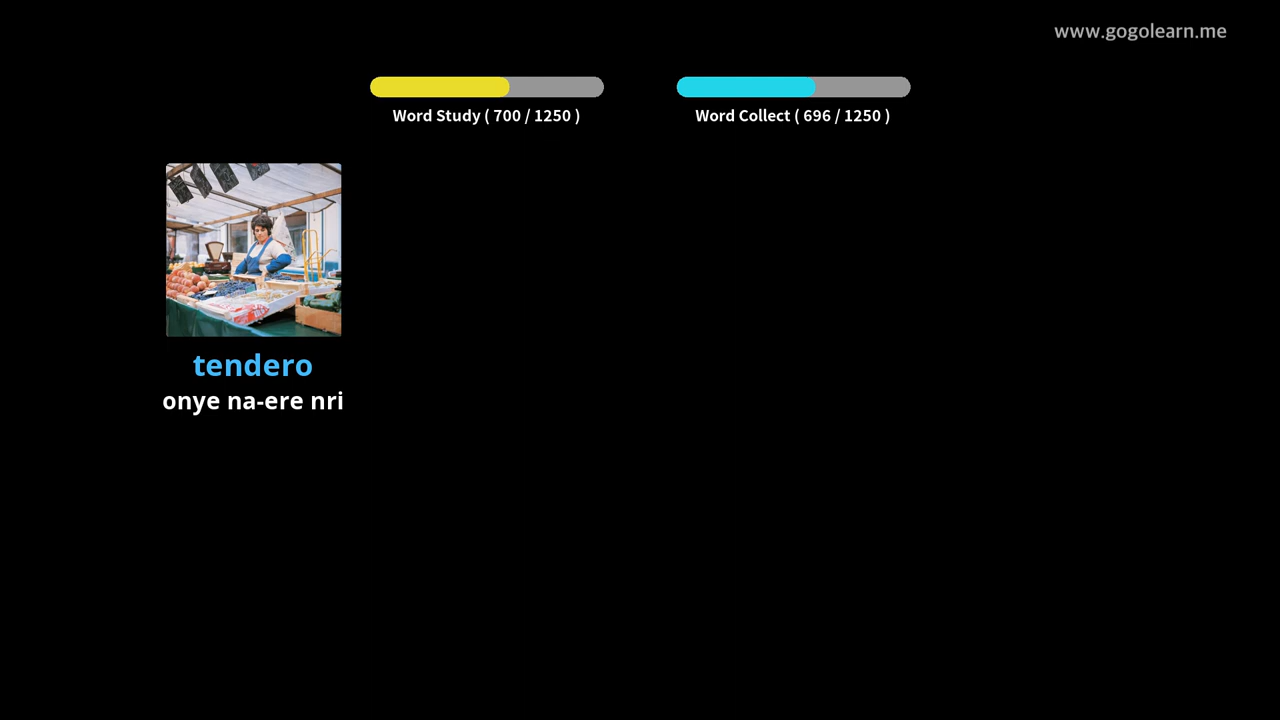 www.gogolearn.me
Word Study ( 700 / 1250 )
Word Collect ( 696 / 1250 )
tendero
onye na-ere nri